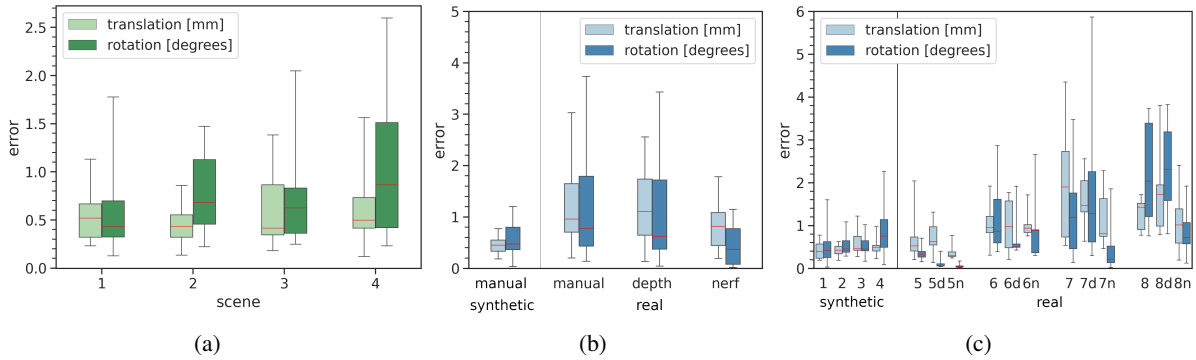 translation [mm]
rotation [degrees]
2.5
2.0
1.5
1.0
0.5
0.0
error
1 2 3 4
scene
(a)
translation [mm]
rotation [degrees]
5
4
3
2
1
0
error
manual manual depth nerf
synthetic real
(b)
translation [mm]
rotation [degrees]
6
5
4
3
2
1
0
error
1 2 3 4 5 5d 5n 6 6d 6n 7 7d 7n 8 8d 8n
synthetic real
(c)